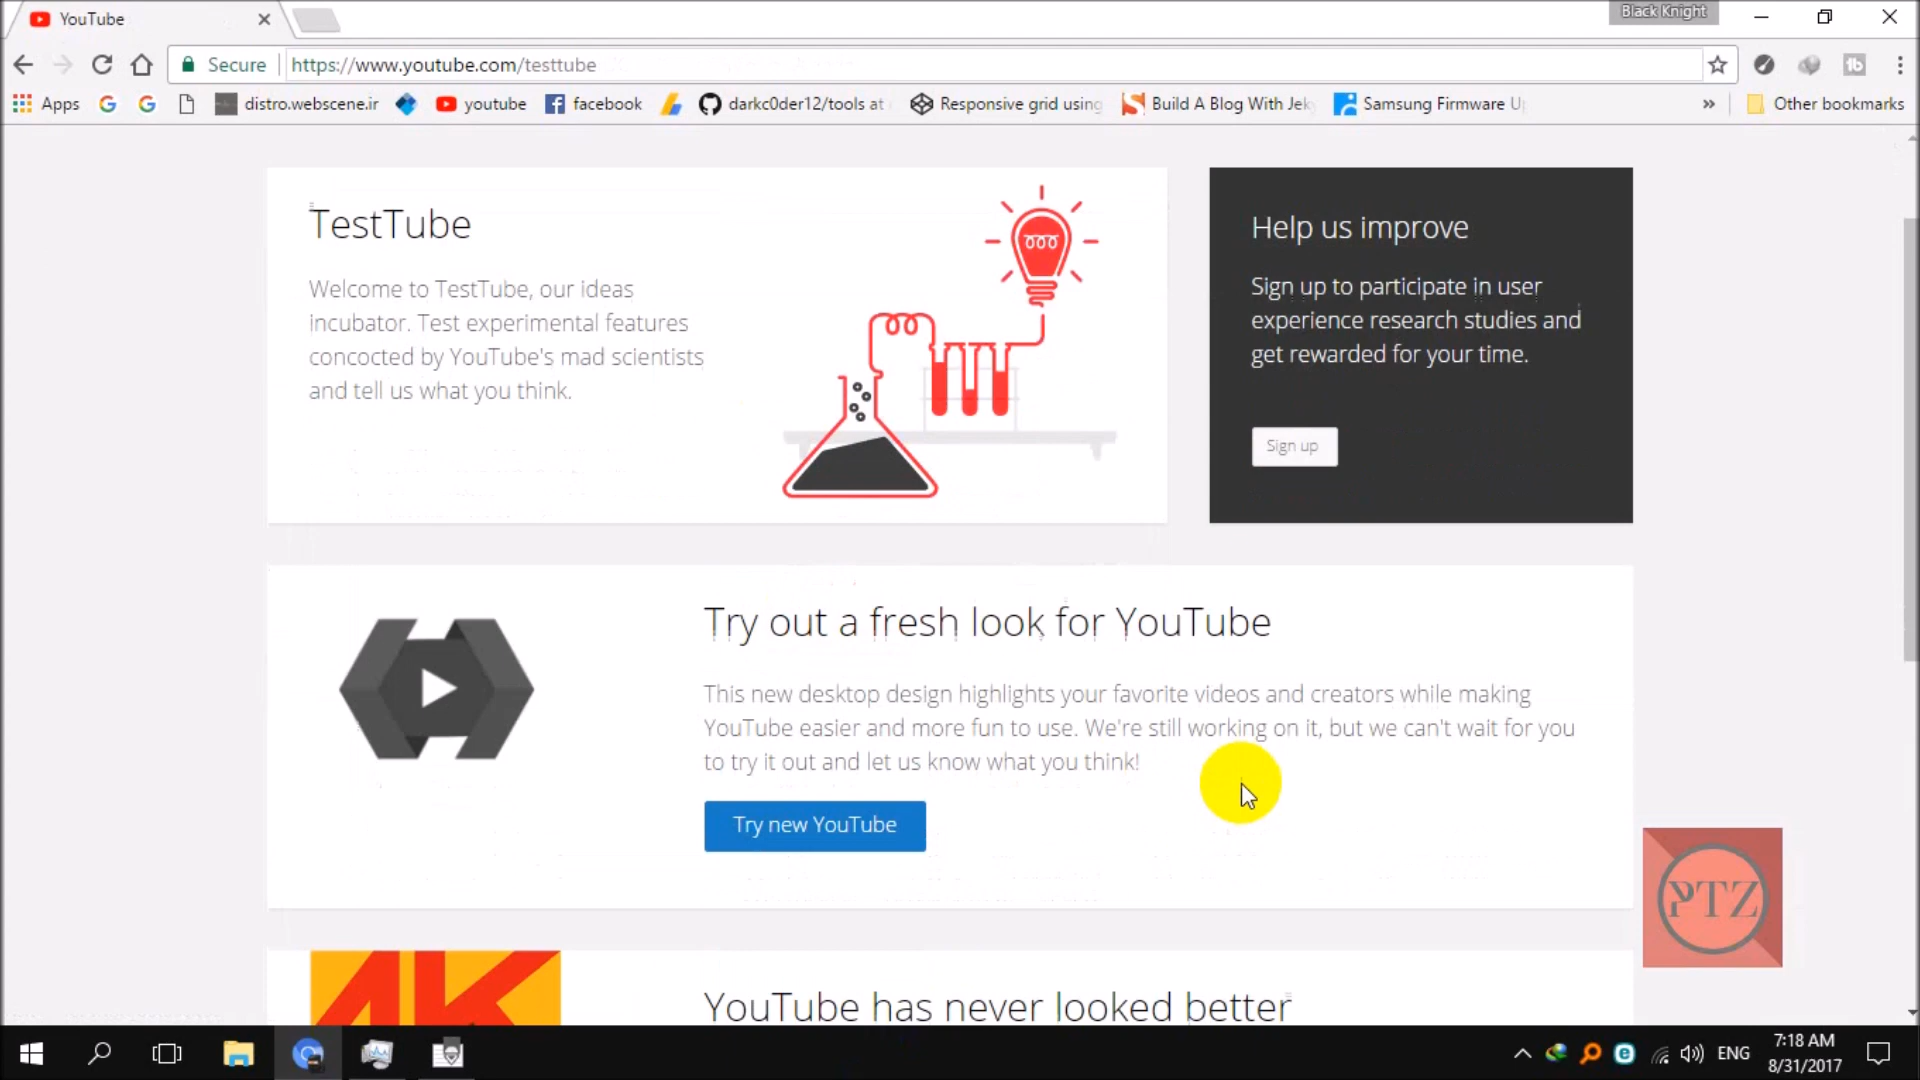 YouTube
Black Knight
Secure
https://www.youtube.com/testtube
Apps
distro.webscene.ir
youtube
facebook
darkc0der12/tools at
Responsive grid using
Build A Blog With Jek
Samsung Firmware U
»
Other bookmarks
TestTube
Welcome to TestTube, our ideas
incubator. Test experimental features
concocted by YouTube's mad scientists
and tell us what you think.
Help us improve
Sign up to participate in user
experience research studies and
get rewarded for your time.
Sign up
Try out a fresh look for YouTube
This new desktop design highlights your favorite videos and creators while making
YouTube easier and more fun to use. We're still working on it, but we can't wait for you
to try it out and let us know what you think!
Try new YouTube
PTZ
4K
YouTube has never looked better
ENG
7:18 AM
8/31/2017